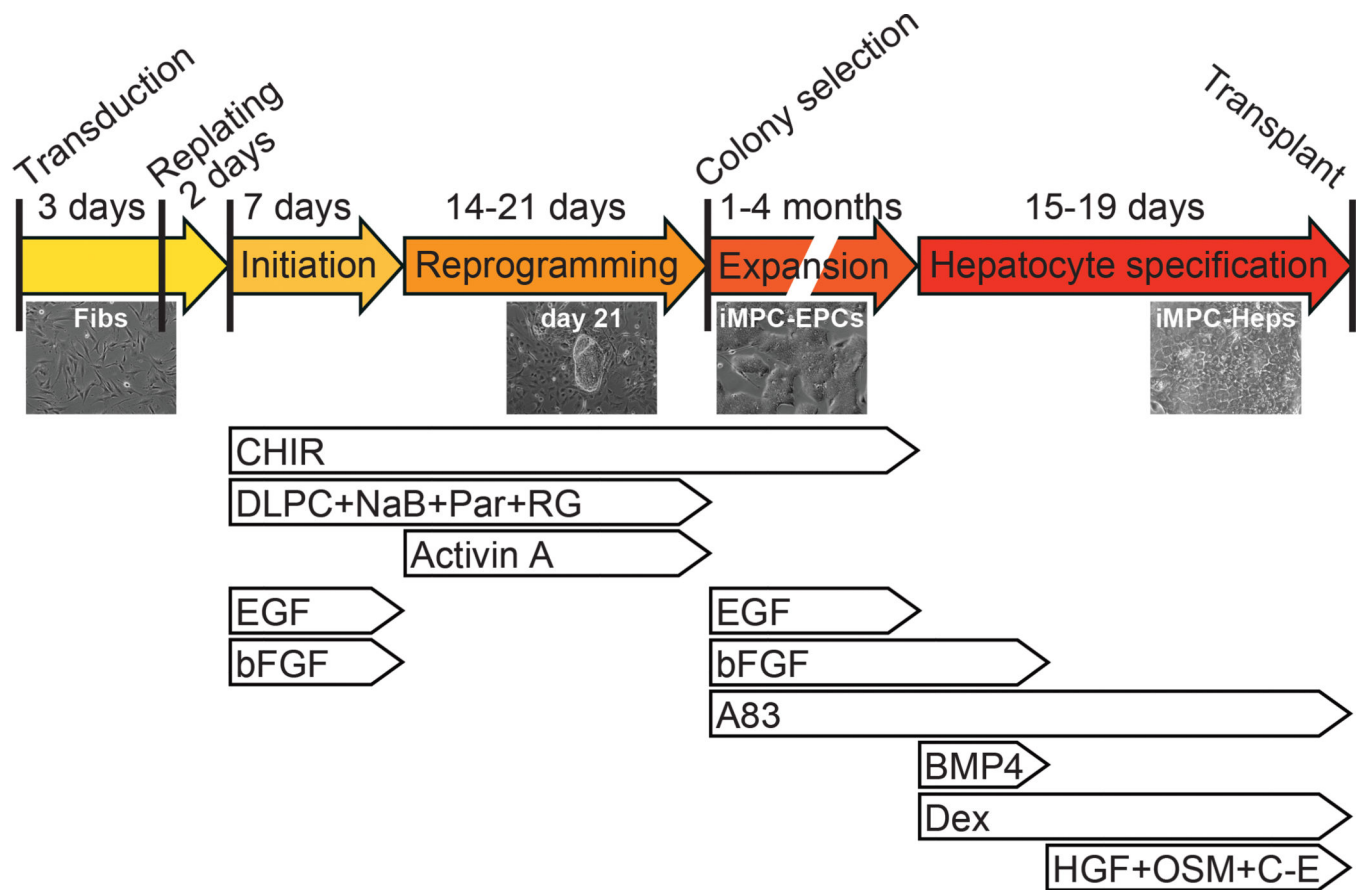 Transduction
Replating
2 days
Colony selection
Transplant
3 days
7 days
14-21 days
1-4 months
15-19 days
Initiation
Reprogramming
Expansion
Hepatocyte specification
Fibs
day 21
iMPC-EPCs
iMPC-Heps
CHIR
DLPC+NaB+Par+RG
Activin A
EGF
EGF
bFGF
bFGF
A83
BMP4
Dex
HGF+OSM+C-E